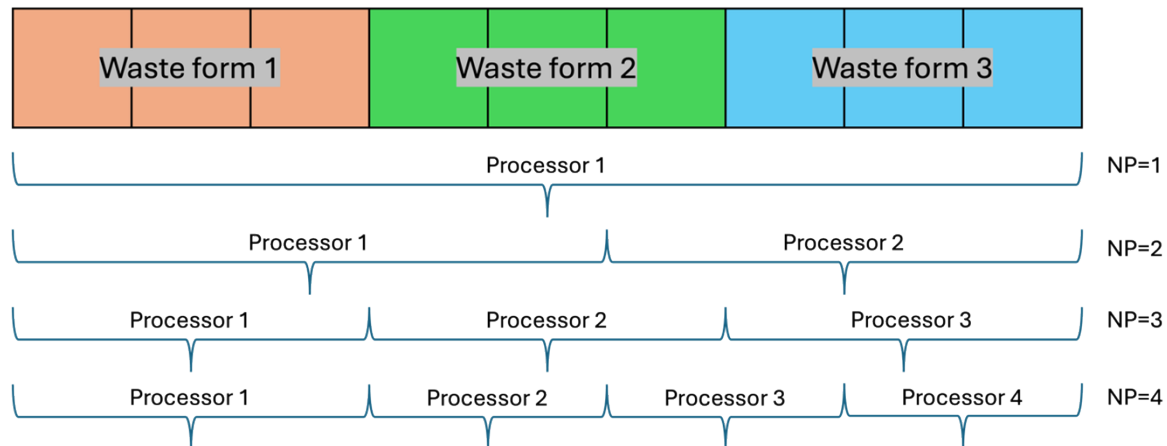 Waste form 1 Waste form 2 Waste form 3
Processor 1 NP=1
Processor 1 Processor 2 NP=2
Processor 1 Processor 2 Processor 3 NP=3
Processor 1 Processor 2 Processor 3 Processor 4 NP=4